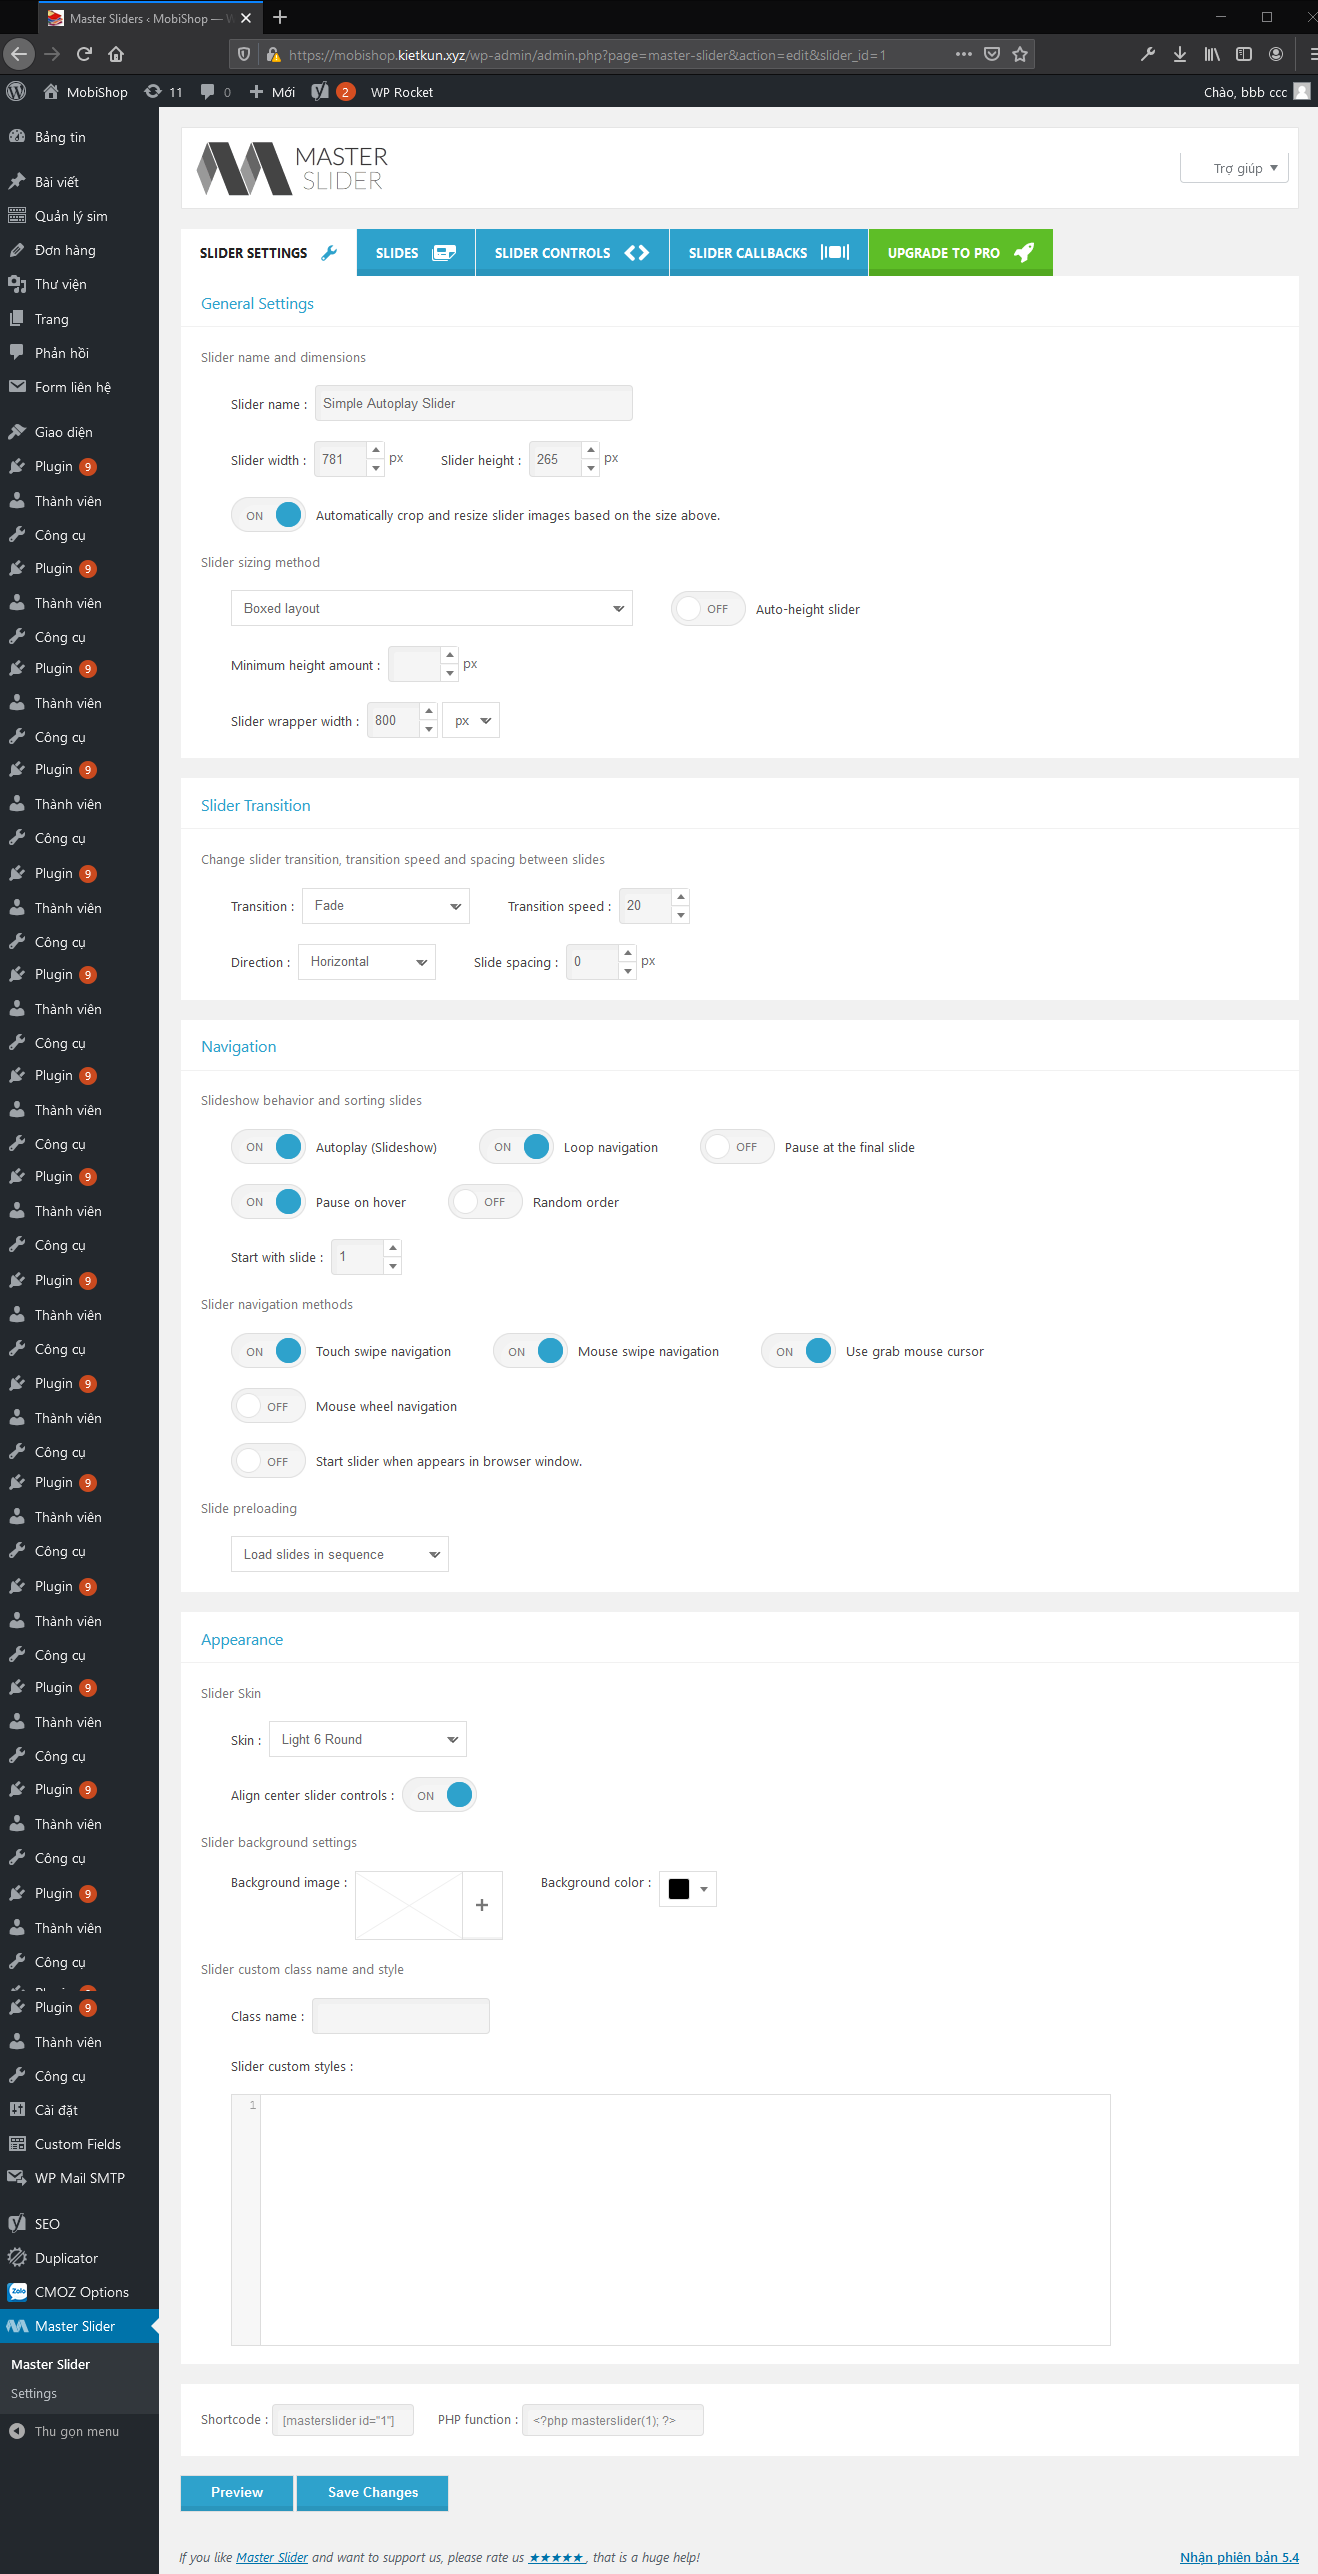 Master Sliders ‹ MobiShop — W
https://mobishop.kietkun.xyz/wp-admin/admin.php?page=master-slider&action=edit&slider_id=1
MobiShop 11 0 Mới 2 WP Rocket Chào, bbb ccc
Bảng tin
Bài viết
Quản lý sim
Đơn hàng
Thư viện
Trang
Phản hồi
Form liên hệ
Giao diện
Plugin 9
Thành viên
Công cụ
Plugin 9
Thành viên
Công cụ
Plugin 9
Thành viên
Công cụ
Plugin 9
Thành viên
Công cụ
Plugin 9
Thành viên
Công cụ
Plugin 9
Thành viên
Công cụ
Plugin 9
Thành viên
Công cụ
Plugin 9
Thành viên
Công cụ
Plugin 9
Thành viên
Công cụ
Plugin 9
Thành viên
Công cụ
Plugin 9
Thành viên
Công cụ
Plugin 9
Thành viên
Công cụ
Plugin 9
Thành viên
Công cụ
Plugin 9
Thành viên
Công cụ
Plugin 9
Thành viên
Công cụ
Plugin 9
Thành viên
Công cụ
Cài đặt
Custom Fields
WP Mail SMTP
SEO
Duplicator
Zalo CMOZ Options
Master Slider
Master Slider
Settings
Thu gọn menu
MASTER
SLIDER
Trợ giúp
SLIDER SETTINGS SLIDES SLIDER CONTROLS SLIDER CALLBACKS UPGRADE TO PRO
General Settings
Slider name and dimensions
Slider name : Simple Autoplay Slider
Slider width : 781 px Slider height : 265 px
ON Automatically crop and resize slider images based on the size above.
Slider sizing method
Boxed layout OFF Auto-height slider
Minimum height amount : px
Slider wrapper width : 800 px
Slider Transition
Change slider transition, transition speed and spacing between slides
Transition : Fade Transition speed : 20
Direction : Horizontal Slide spacing : 0 px
Navigation
Slideshow behavior and sorting slides
ON Autoplay (Slideshow) ON Loop navigation OFF Pause at the final slide
ON Pause on hover OFF Random order
Start with slide : 1
Slider navigation methods
ON Touch swipe navigation ON Mouse swipe navigation ON Use grab mouse cursor
OFF Mouse wheel navigation
OFF Start slider when appears in browser window.
Slide preloading
Load slides in sequence
Appearance
Slider Skin
Skin : Light 6 Round
Align center slider controls : ON
Slider background settings
Background image : Background color :
Slider custom class name and style
Class name :
Slider custom styles :
1
Shortcode : [masterslider id="1"] PHP function : <?php masterslider(1); ?>
Preview Save Changes
If you like Master Slider and want to support us, please rate us ★★★★★ , that is a huge help! Nhận phiên bản 5.4